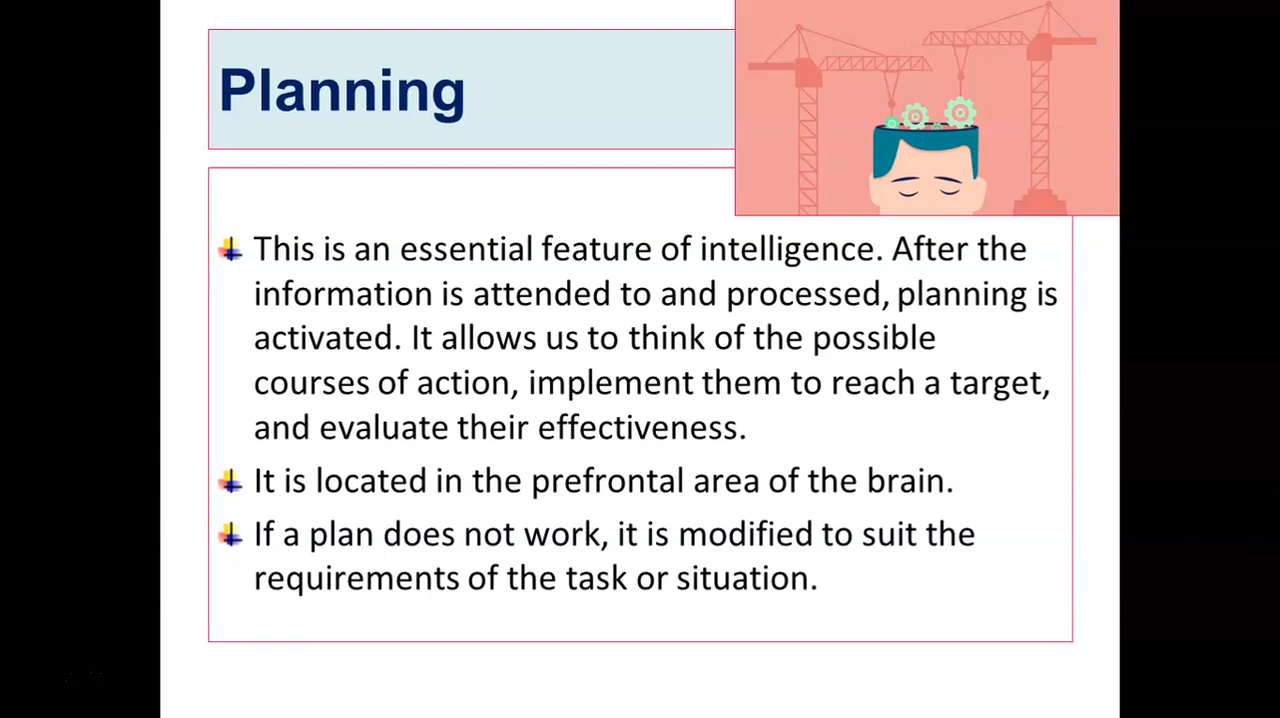 Planning
This is an essential feature of intelligence. After the
information is attended to and processed, planning is
activated. It allows us to think of the possible
courses of action, implement them to reach a target,
and evaluate their effectiveness.
It is located in the prefrontal area of the brain.
If a plan does not work, it is modified to suit the
requirements of the task or situation.